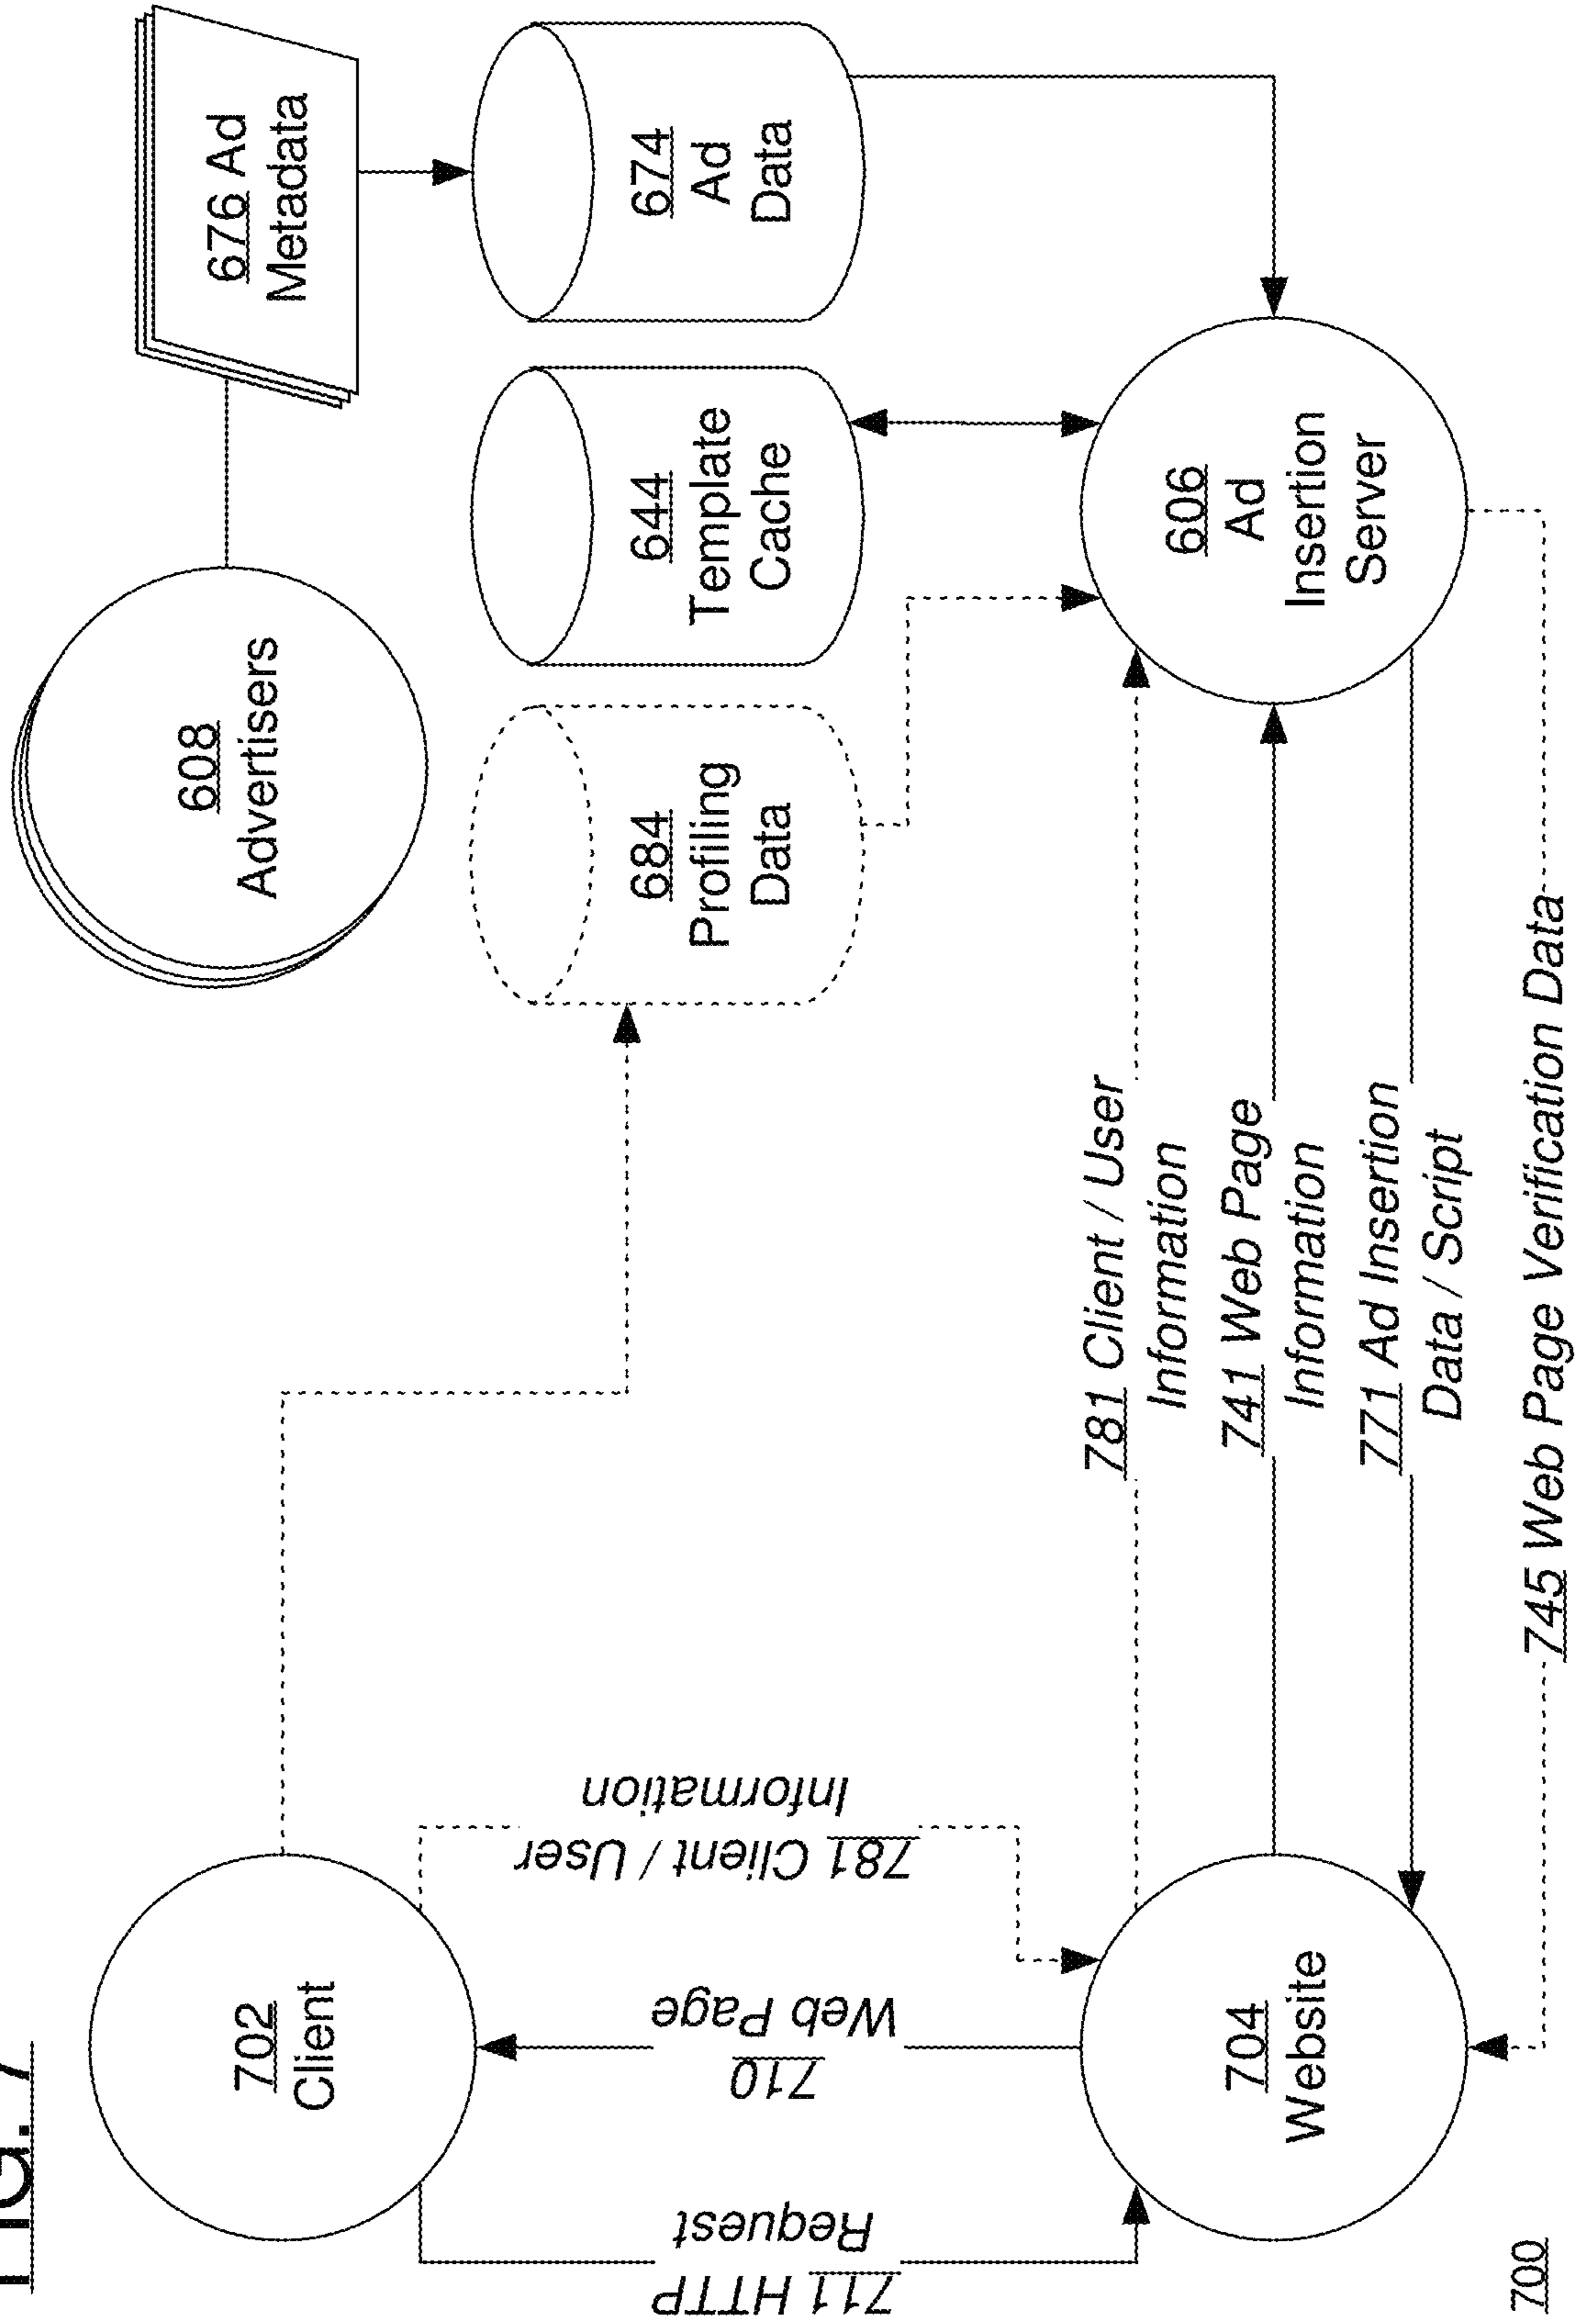 FIG. 7
702
Client
711 HTTP
Request
710
Web Page
781 Client / User
Information
704
Website
700
608
Advertisers
676 Ad
Metadata
684
Profiling
Data
644
Template
Cache
674
Ad
Data
781 Client / User
Information
741 Web Page
Information
771 Ad Insertion
Data / Script
745 Web Page Verification Data
606
Ad
Insertion
Server